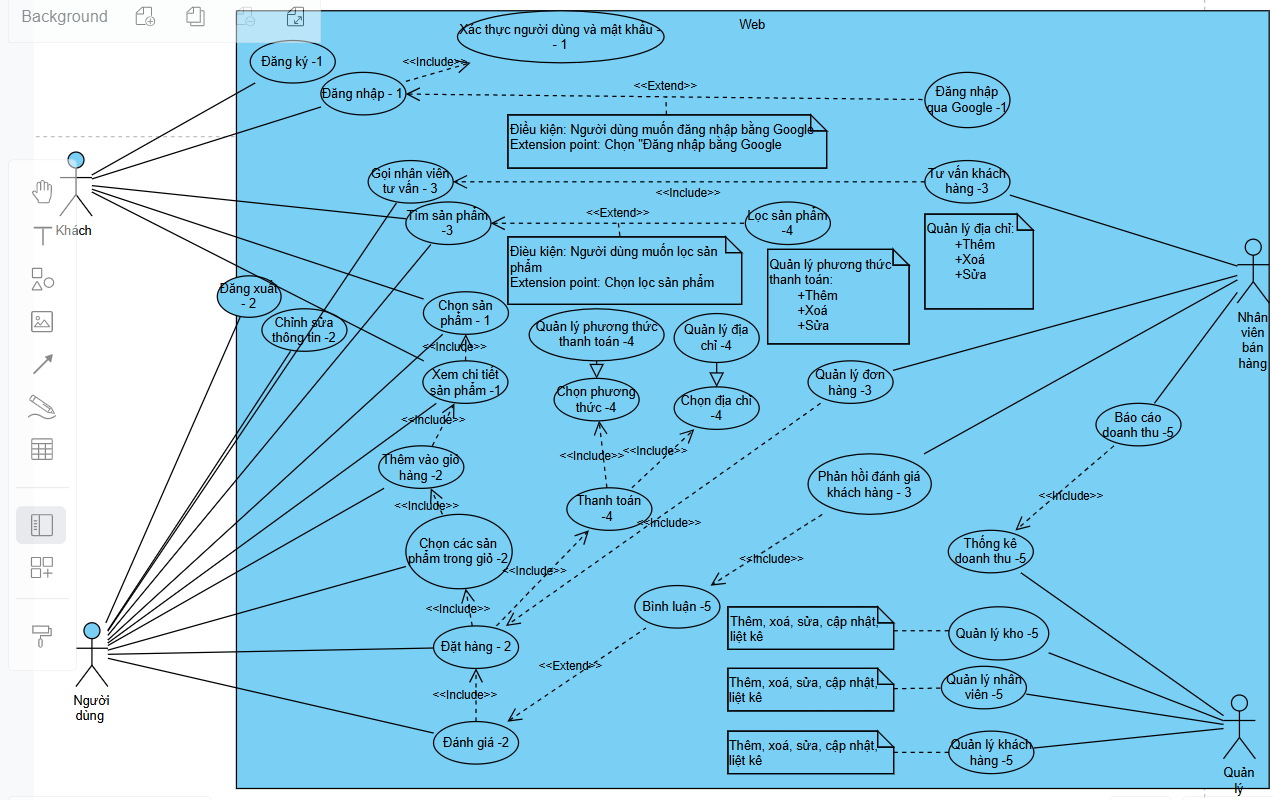 Background
Web
Xác thực người dùng và mật khẩu -
- 1
Đăng ký -1
<<Include>>
Đăng nhập - 1
<<Extend>>
Đăng nhập
qua Google -1
Điều kiện: Người dùng muốn đăng nhập bằng Google
Extension point: Chọn "Đăng nhập bằng Google
Khách
Gọi nhân viên
tư vấn - 3
<<Include>>
Tư vấn khách
hàng -3
Tìm sản phẩm
-3
<<Extend>>
Lọc sản phẩm
-4
Điều kiện: Người dùng muốn lọc sản
phẩm
Extension point: Chọn lọc sản phẩm
Quản lý địa chỉ:
+Thêm
+Xoá
+Sửa
Quản lý phương thức
thanh toán:
+Thêm
+Xoá
+Sửa
Nhân
viên
bán
hàng
Đăng xuất
- 2
Chỉnh sửa
thông tin -2
Chọn sản
phẩm - 1
Quản lý phương thức
thanh toán -4
Quản lý địa
chỉ -4
<<Include>>
Xem chi tiết
sản phẩm -1
Chọn phương
thức -4
Chọn địa chỉ
-4
Quản lý đơn
hàng -3
<<Include>>
Báo cáo
doanh thu -5
Thêm vào giỏ
hàng -2
<<Include>>
<<Include>>
Phản hồi đánh giá
khách hàng - 3
<<Include>>
<<Include>>
Thanh toán
-4
<<Include>>
Chọn các sản
phẩm trong giỏ -2
<<Include>>
<<Include>>
Thống kê
doanh thu -5
<<Include>>
Bình luận -5
Đặt hàng - 2
Thêm, xoá, sửa, cập nhật,
liệt kê
Quản lý kho -5
<<Extend>>
<<Include>>
Thêm, xoá, sửa, cập nhật,
liệt kê
Quản lý nhân
viên -5
Người
dùng
Đánh giá -2
Thêm, xoá, sửa, cập nhật,
liệt kê
Quản lý khách
hàng -5
Quản
lý